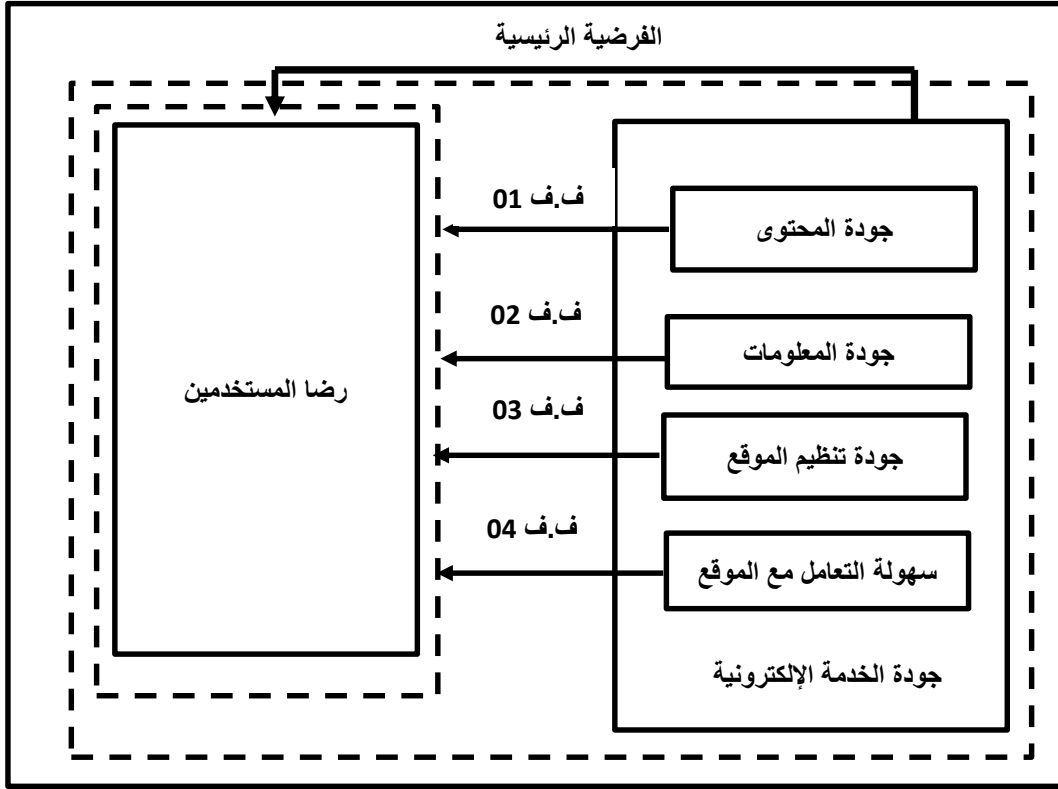 الفرضية الرئيسية
ف.ف 01
جودة المحتوى
ف.ف 02
جودة المعلومات
رضا المستخدمين
ف.ف 03
جودة تنظيم الموقع
ف.ف 04
سهولة التعامل مع الموقع
جودة الخدمة الإلكترونية